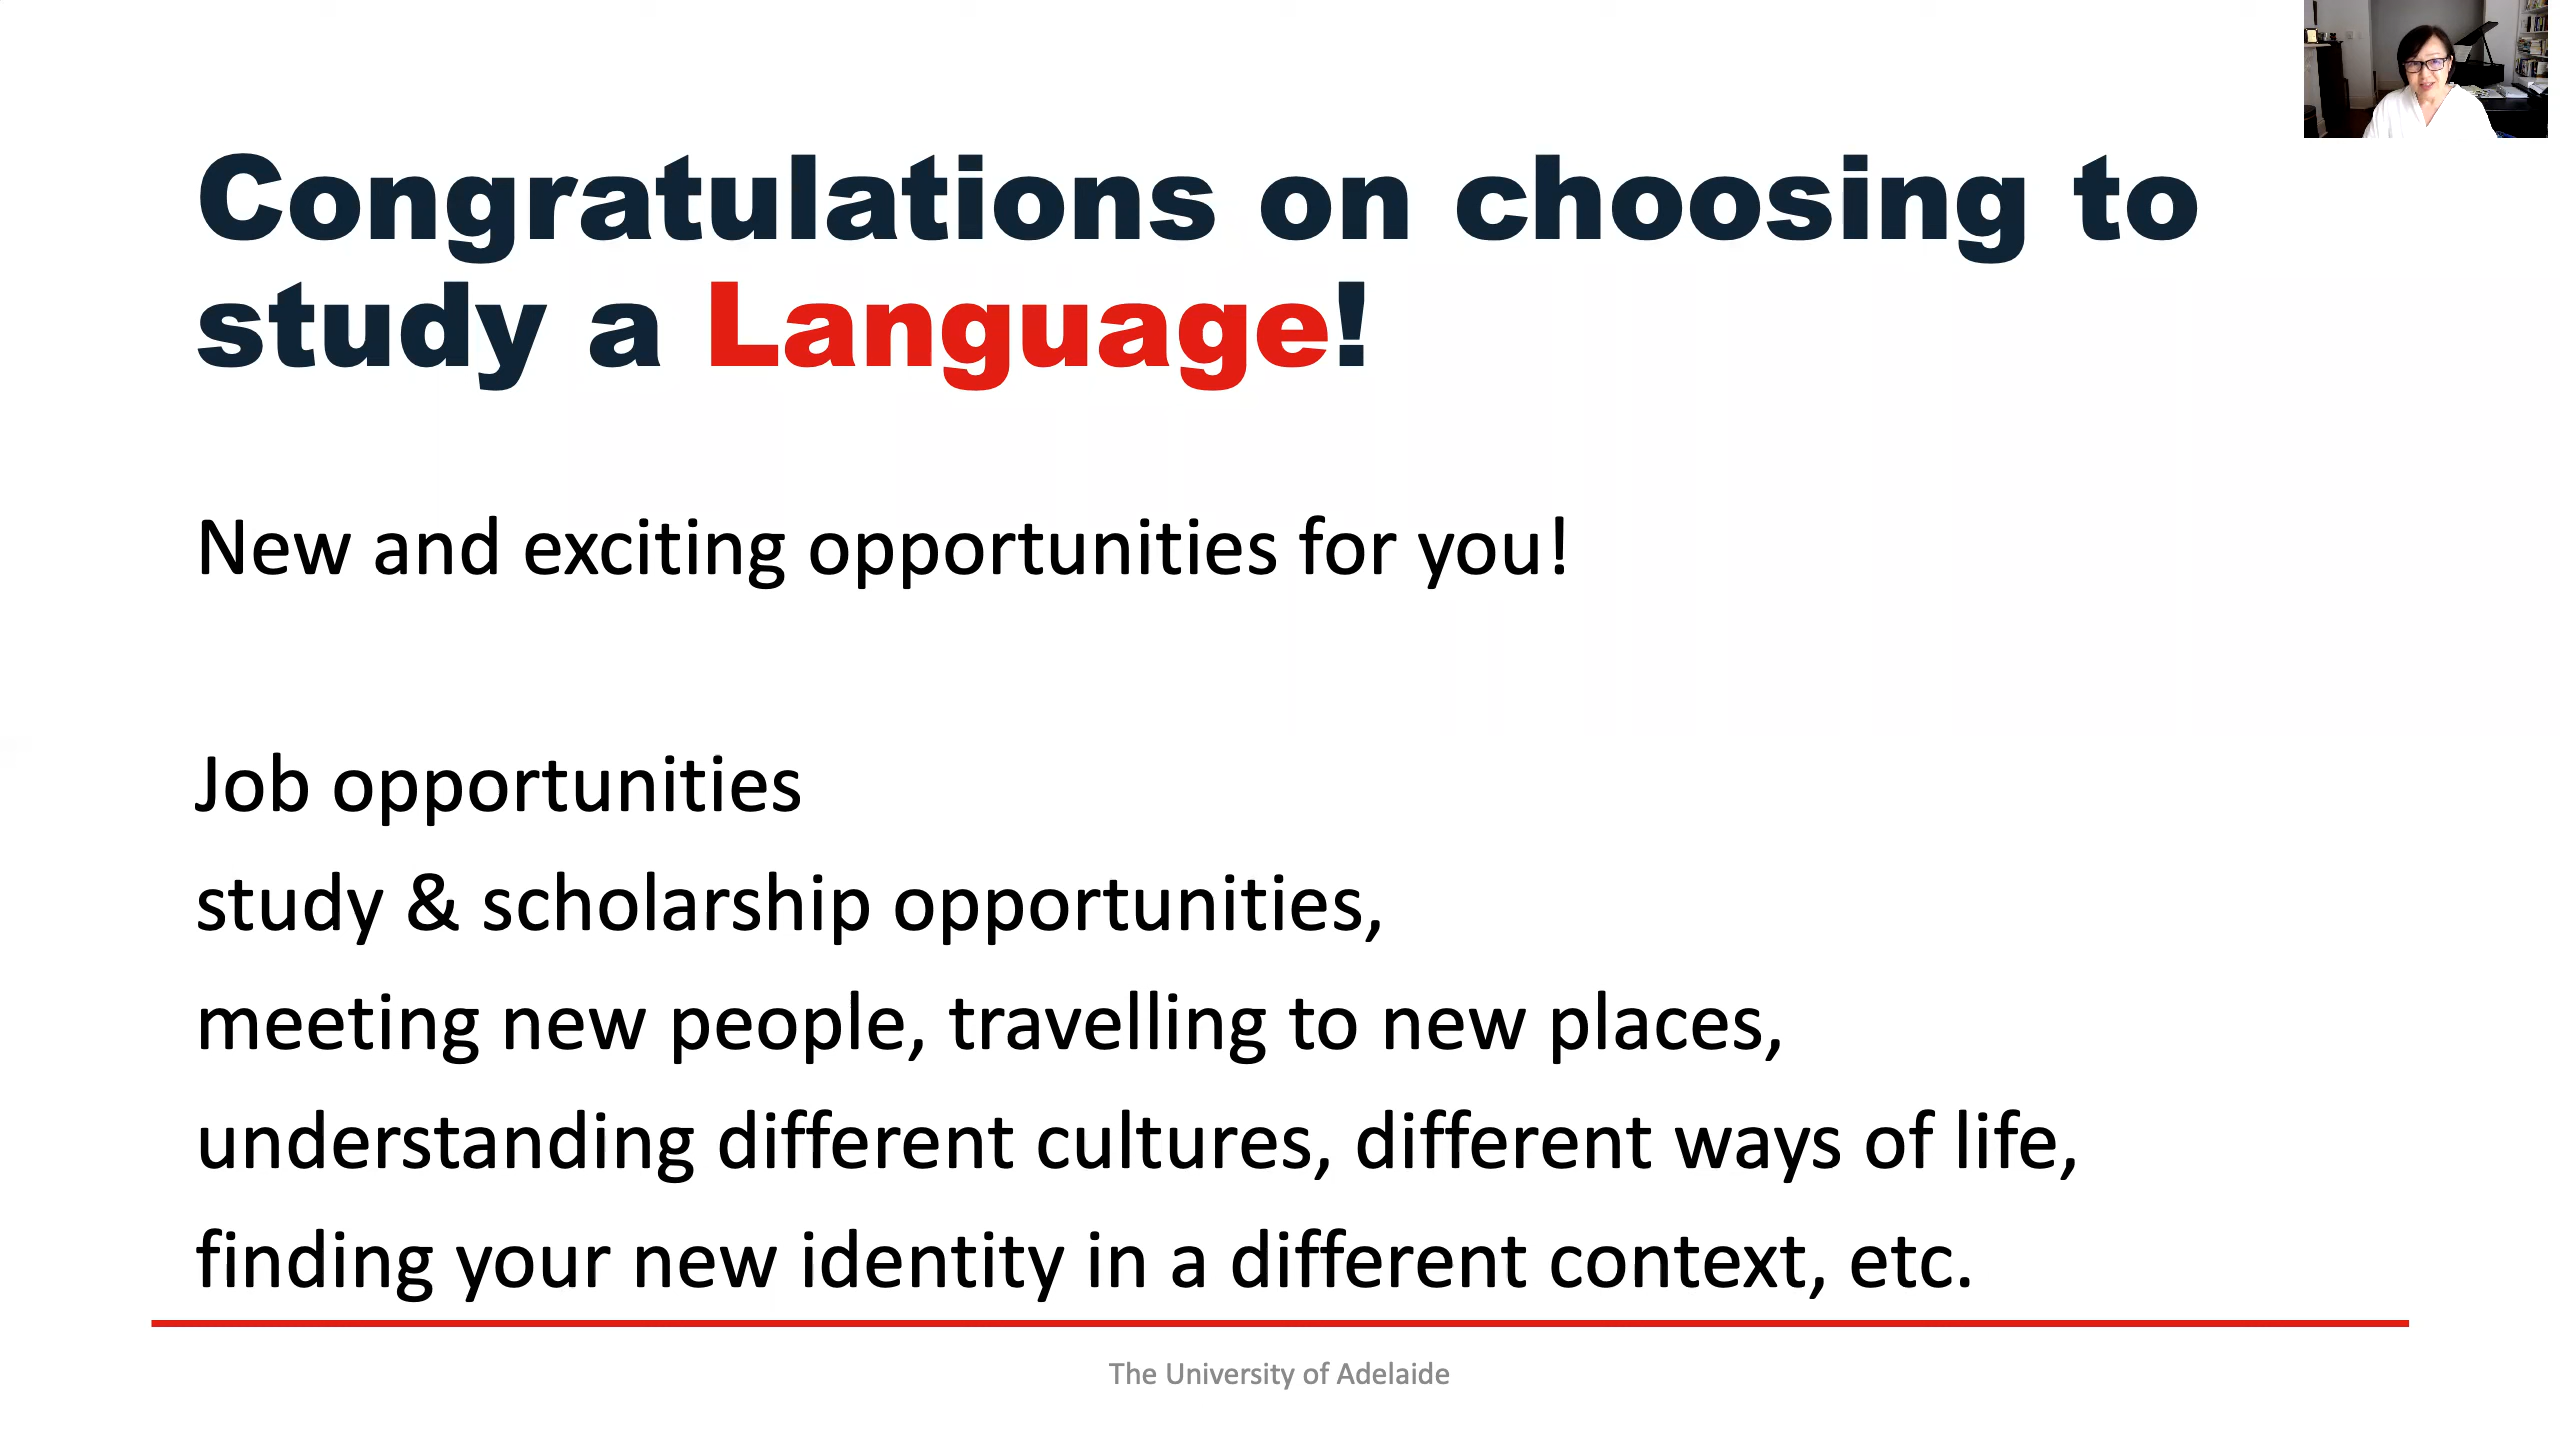 Congratulations on choosing to
study a Language!
New and exciting opportunities for you!
Job opportunities
study & scholarship opportunities,
meeting new people, travelling to new places,
understanding different cultures, different ways of life,
finding your new identity in a different context, etc.
The University of Adelaide